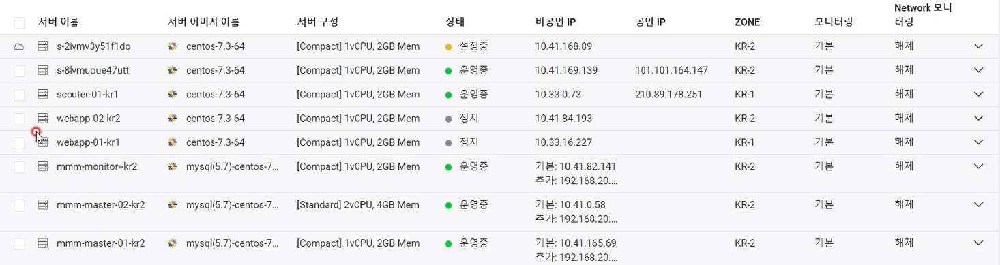 서버 이름 서버 이미지 이름 서버 구성 상태 비공인 IP 공인 IP ZONE 모니터링 Network 모니
터링
s-2ivmv3y51f1do centos-7.3-64 [Compact] 1vCPU, 2GB Mem 설정중 10.41.168.89 KR-2 기본 해제
s-8lvmuoue47utt centos-7.3-64 [Compact] 1vCPU, 2GB Mem 운영중 10.41.169.139 101.101.164.147 KR-2 기본 해제
scouter-01-kr1 centos-7.3-64 [Compact] 1vCPU, 2GB Mem 운영중 10.33.0.73 210.89.178.251 KR-1 기본 해제
webapp-02-kr2 centos-7.3-64 [Compact] 1vCPU, 2GB Mem 정지 10.41.84.193 KR-2 기본 해제
webapp-01-kr1 centos-7.3-64 [Compact] 1vCPU, 2GB Mem 정지 10.33.16.227 KR-1 기본 해제
mmm-monitor--kr2 mysql(5.7)-centos-7... [Compact] 1vCPU, 2GB Mem 운영중 기본: 10.41.82.141 KR-2 기본 해제
추가: 192.168.20....
mmm-master-02-kr2 mysql(5.7)-centos-7... [Standard] 2vCPU, 4GB Mem 운영중 기본: 10.41.0.58 KR-2 기본 해제
추가: 192.168.20....
mmm-master-01-kr2 mysql(5.7)-centos-7... [Compact] 1vCPU, 2GB Mem 운영중 기본: 10.41.165.69 KR-2 기본 해제
추가: 192.168.20....